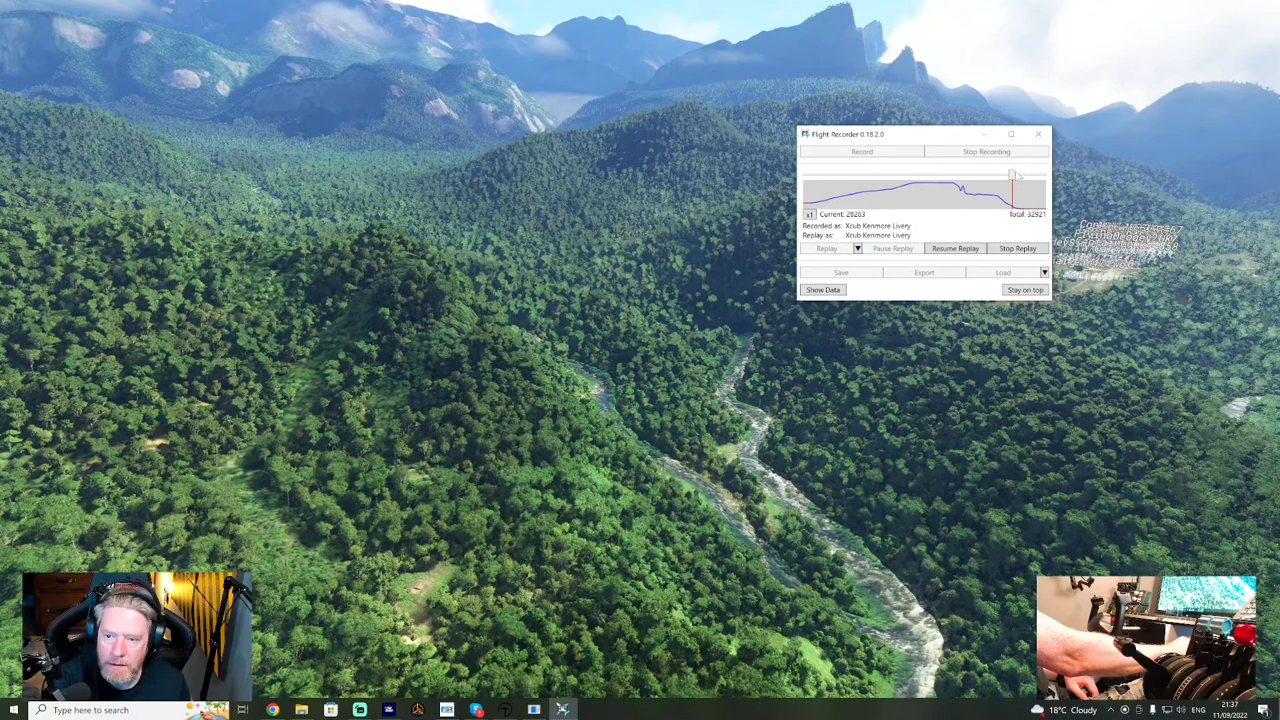 Flight Recorder 0.18.2.0
Record
Stop Recording
x1 Current: 28283
Total: 32921
Recorded as: Xcub Kenmore Livery
Replay as: Xcub Kenmore Livery
Replay
Pause Replay
Resume Replay
Stop Replay
Save
Export
Load
Show Data
Stay on top
Type here to search
18°C Cloudy
ENG
21:37
11/09/2022